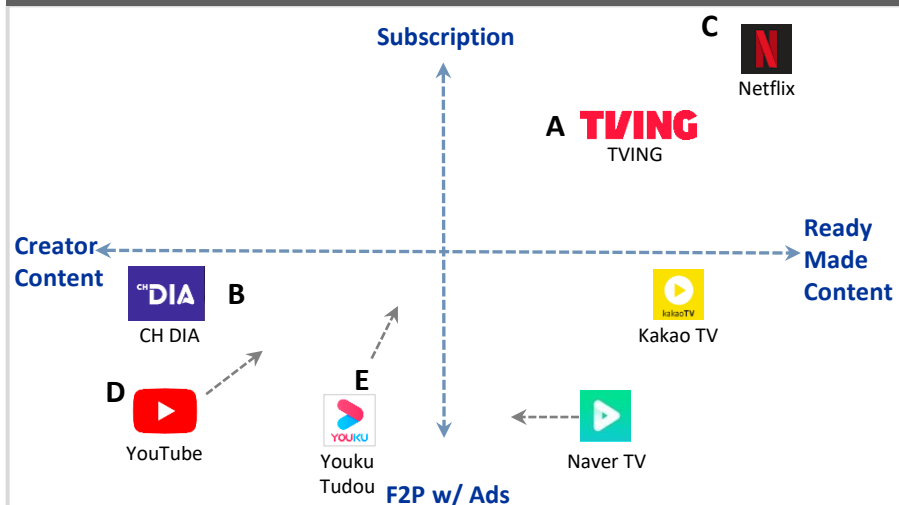 Subscription
C
N
Netflix
A
TVING
TVING
Creator
Content
Ready
Made
Content
CH DIA
B
CH DIA
kakaoTV
Kakao TV
D
YouTube
E
YOUKU
Youku
Tudou
Naver TV
F2P w/ Ads